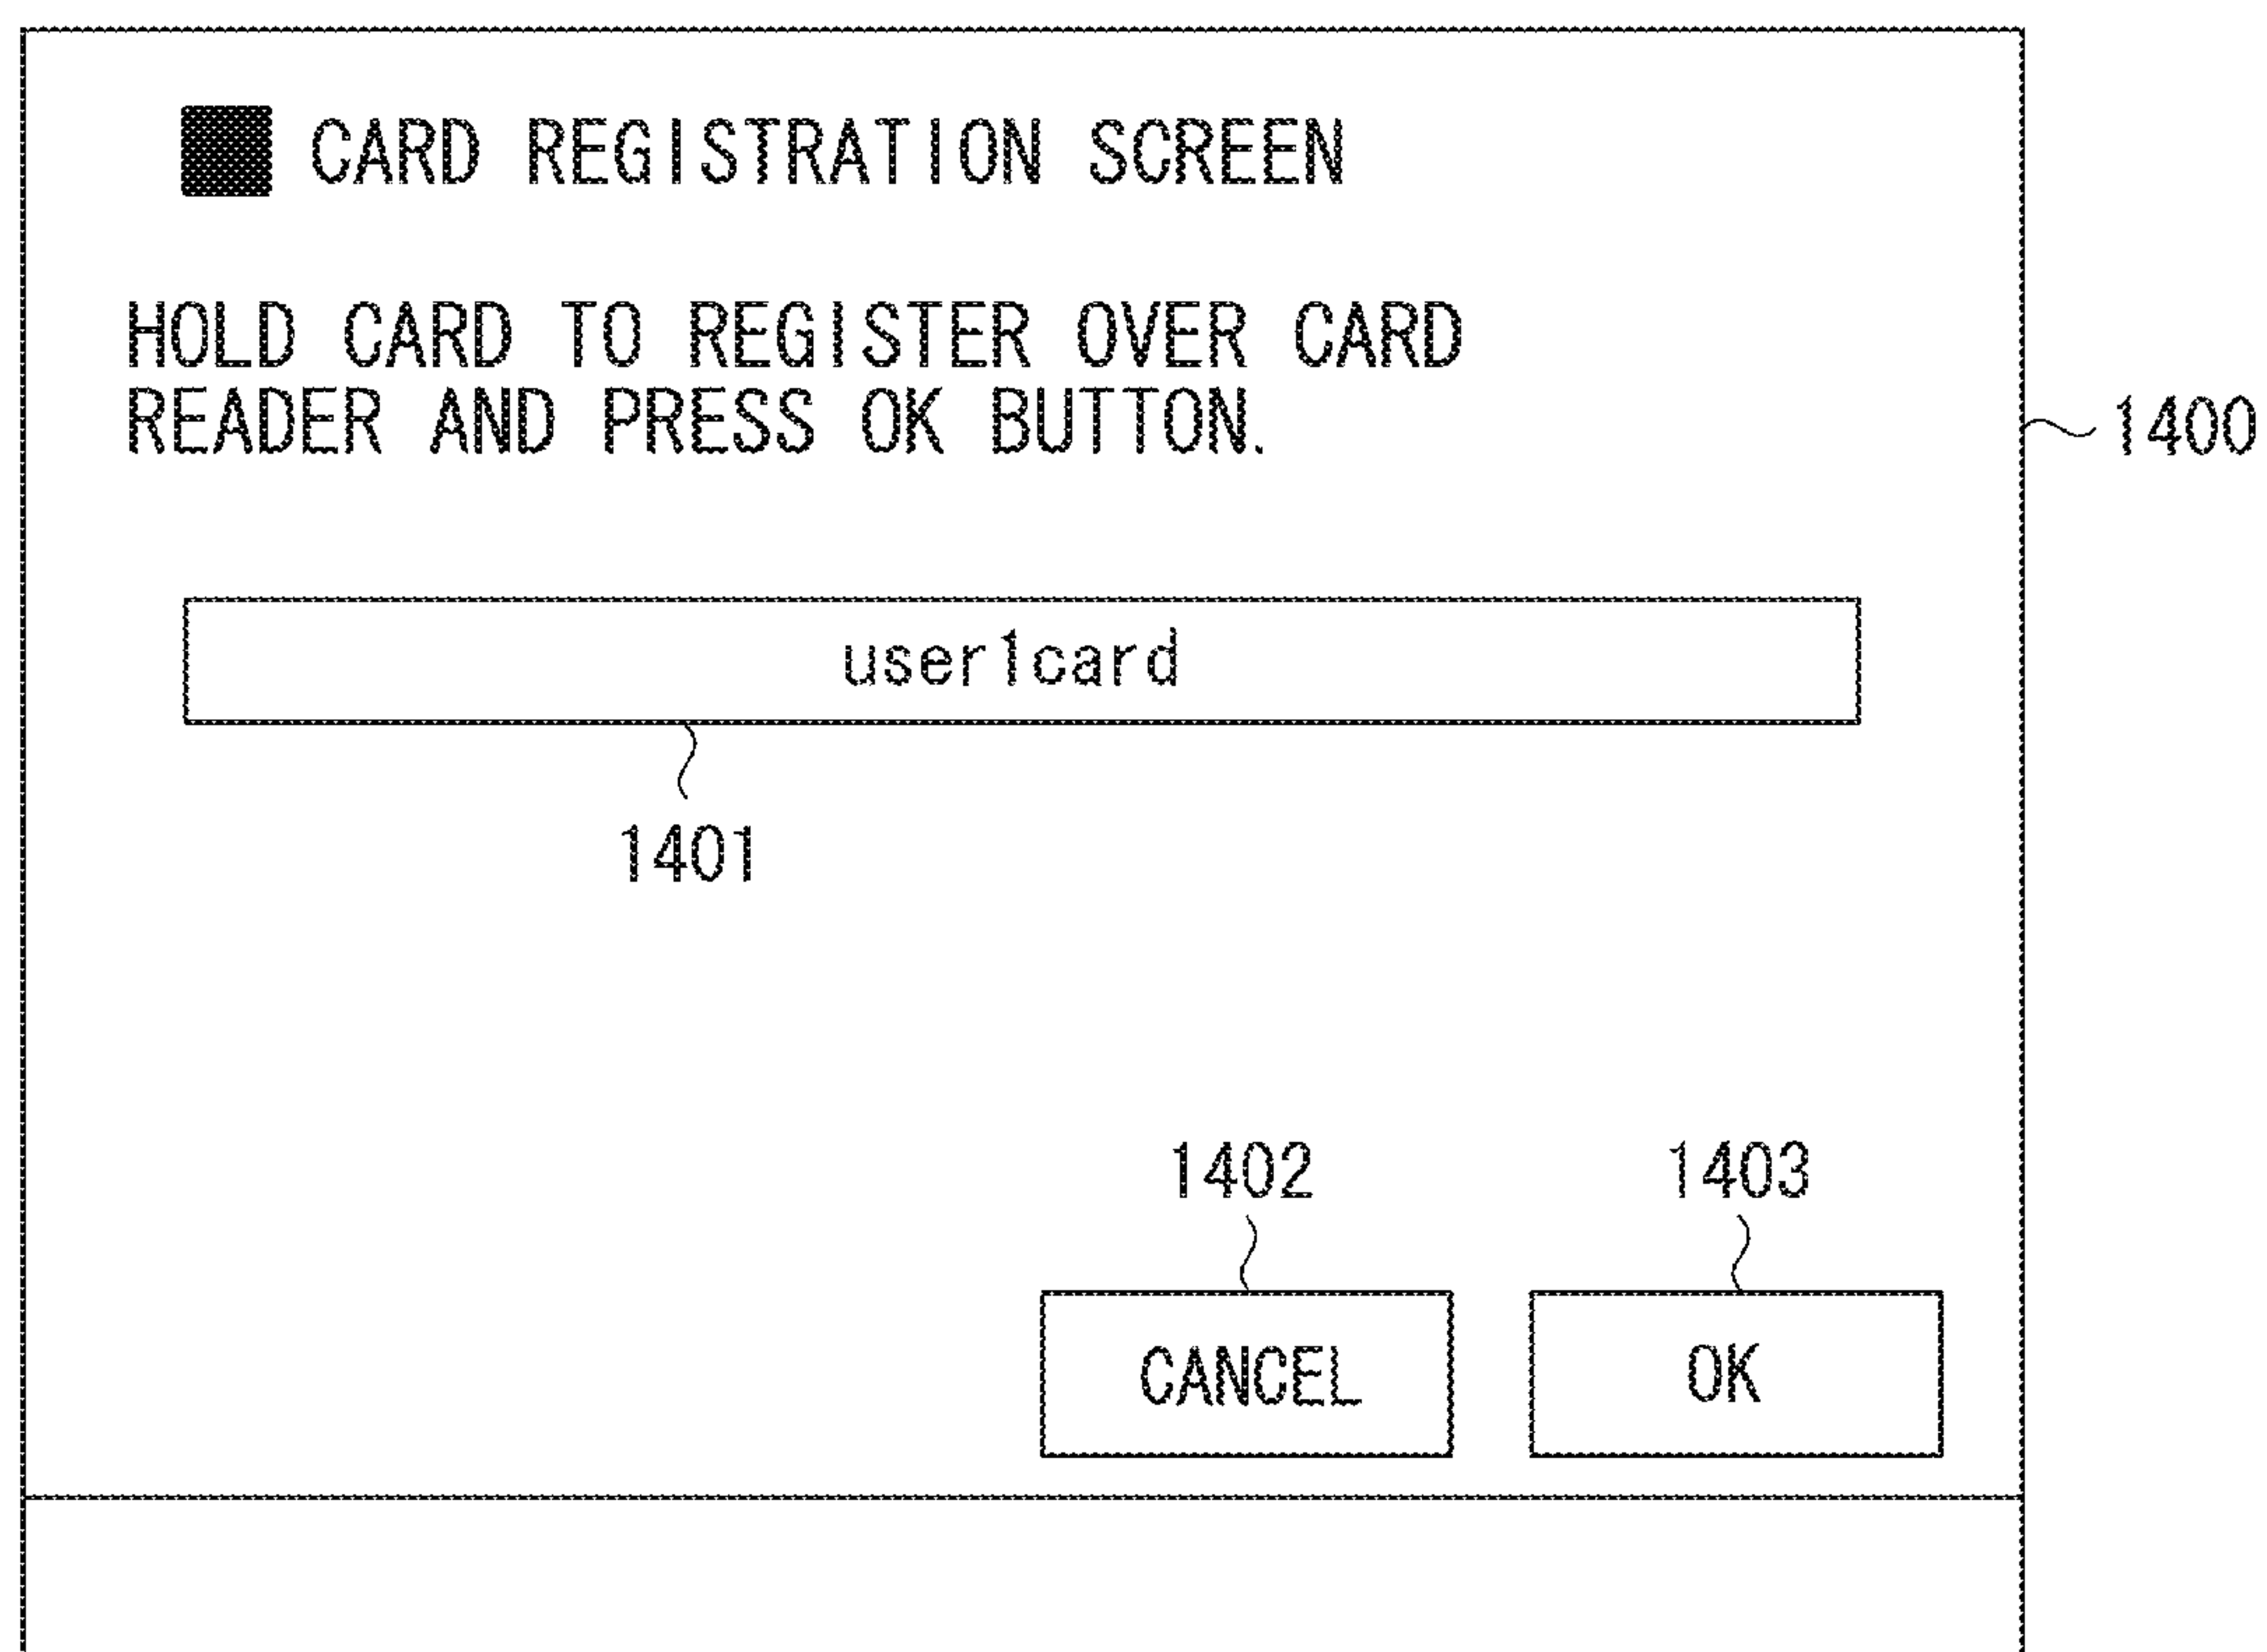 CARD REGISTRATION SCREEN
HOLD CARD TO REGISTER OVER CARD
READER AND PRESS OK BUTTON.
1400
user1card
1401
1402 1403
CANCEL OK